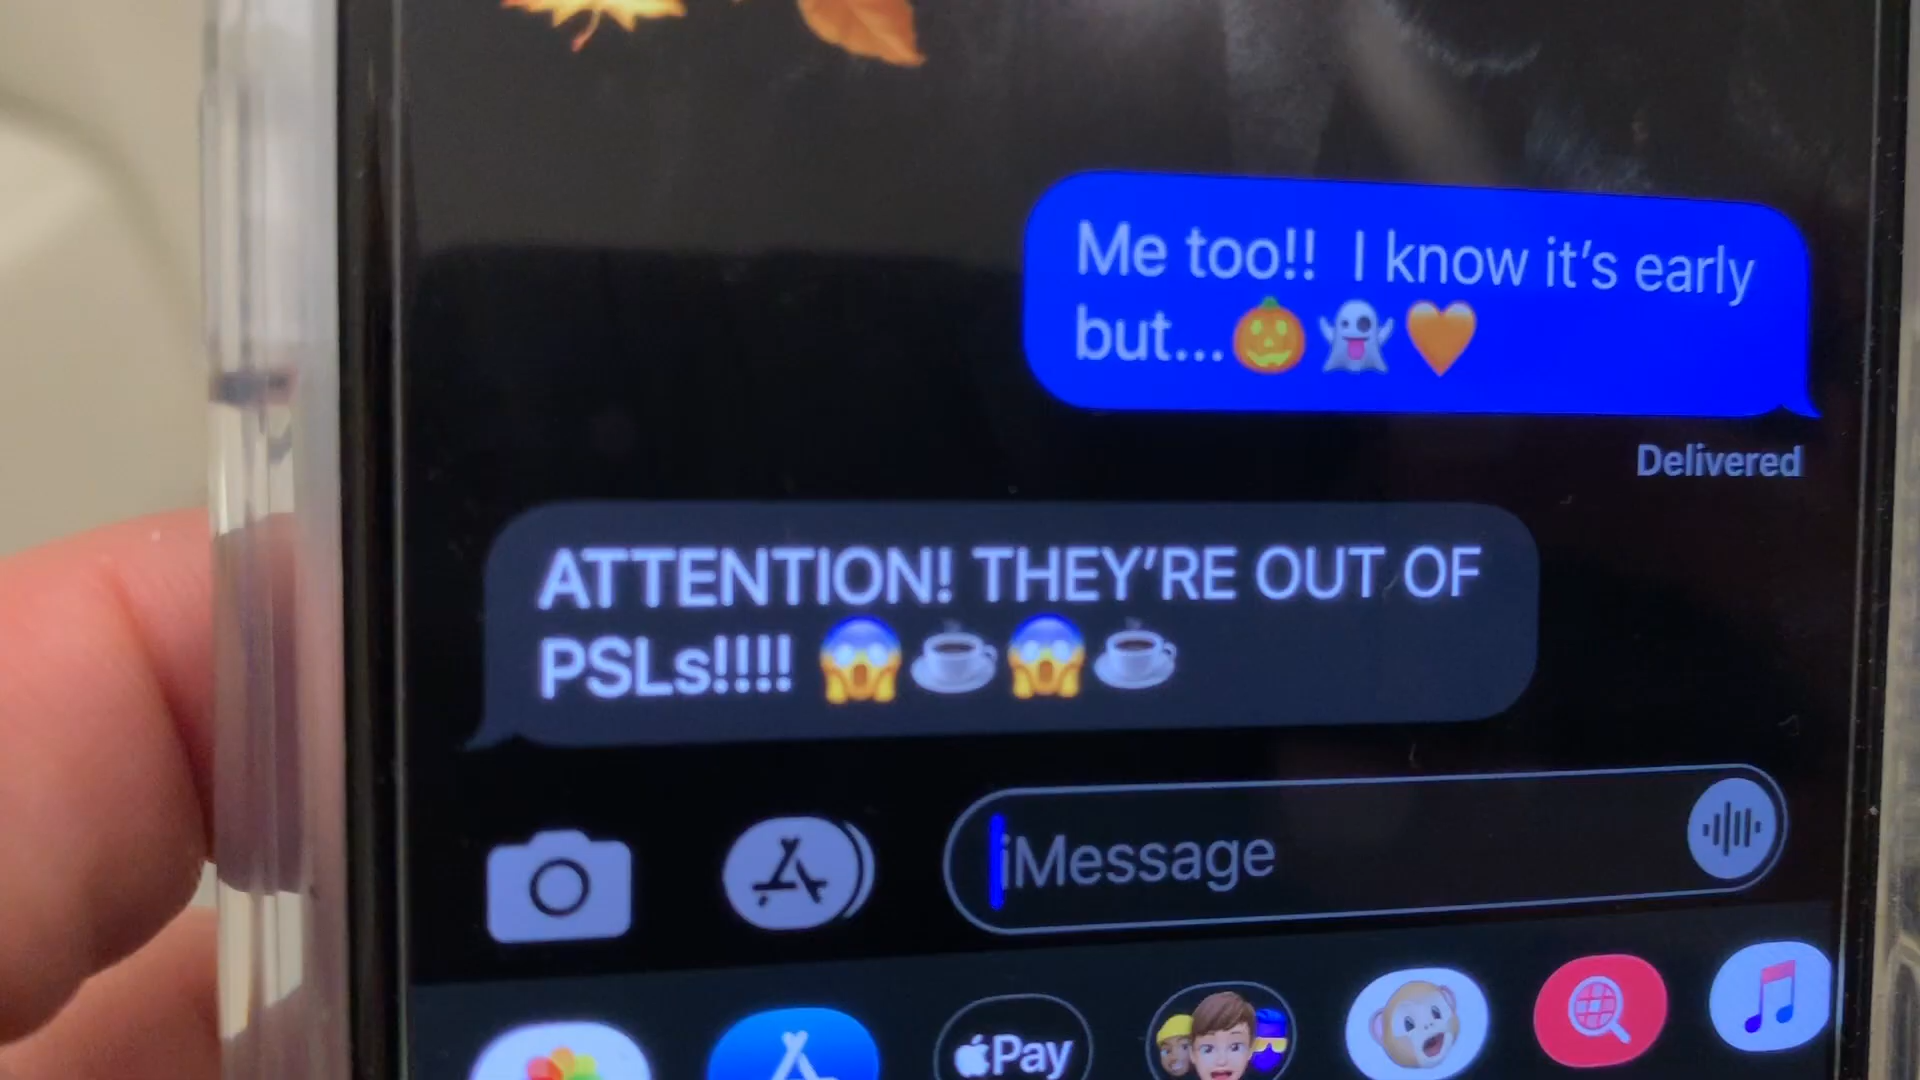 Me too!! I know it's early
but...🎃👻🧡
Delivered
ATTENTION! THEY'RE OUT OF
PSLs!!!! 😱☕😱☕
iMessage
Pay